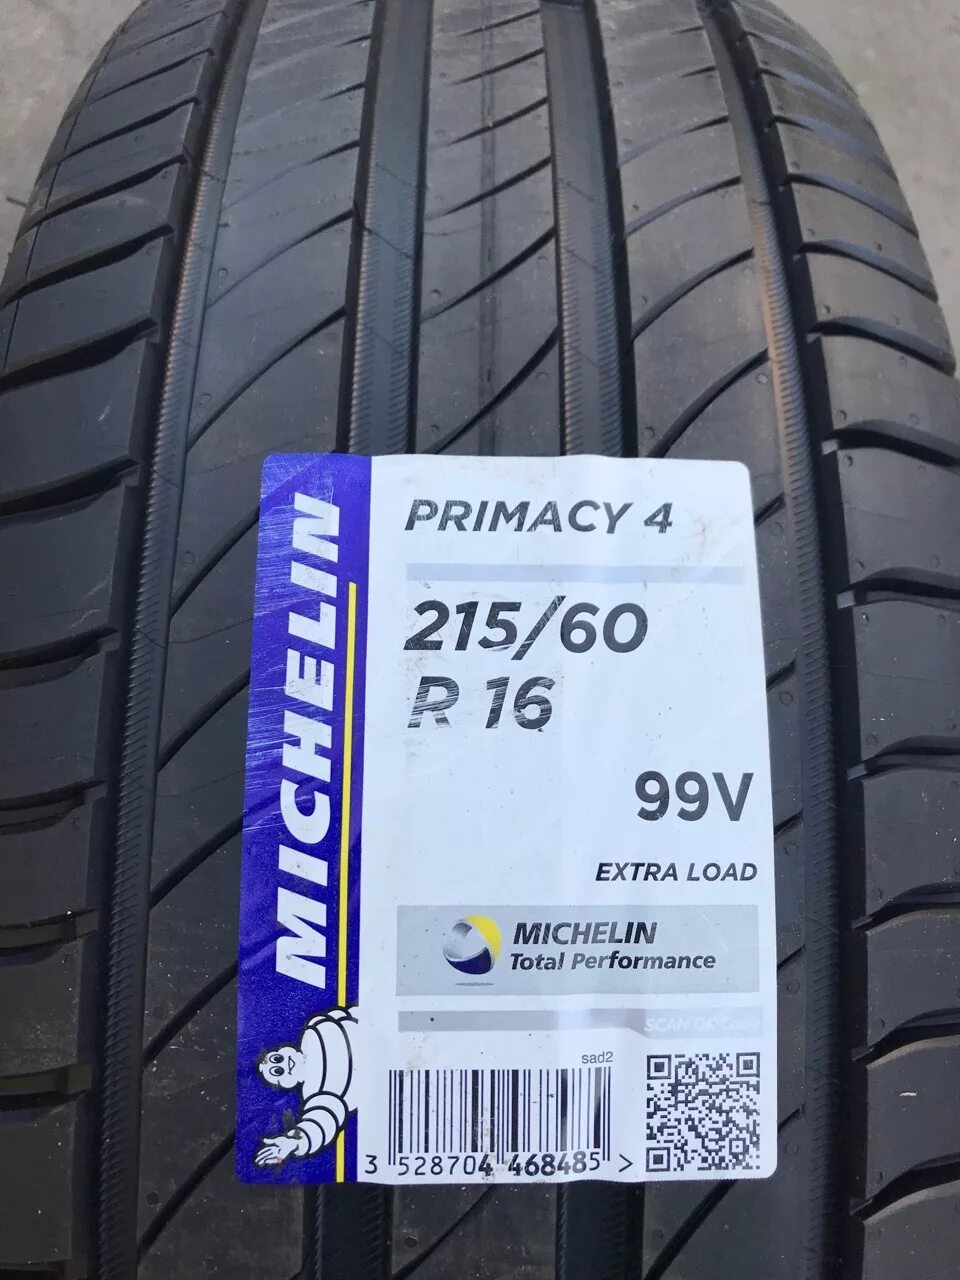 MICHELIN
PRIMACY 4
215/60
R 16
99V
EXTRA LOAD
MICHELIN
Total Performance
SCAN QR Code
sad2
3 528704 468485 >